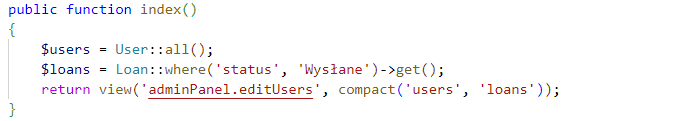 public function index()
{
$users = User::all();
$loans = Loan::where('status', 'Wysłane')->get();
return view('adminPanel.editUsers', compact('users', 'loans'));
}